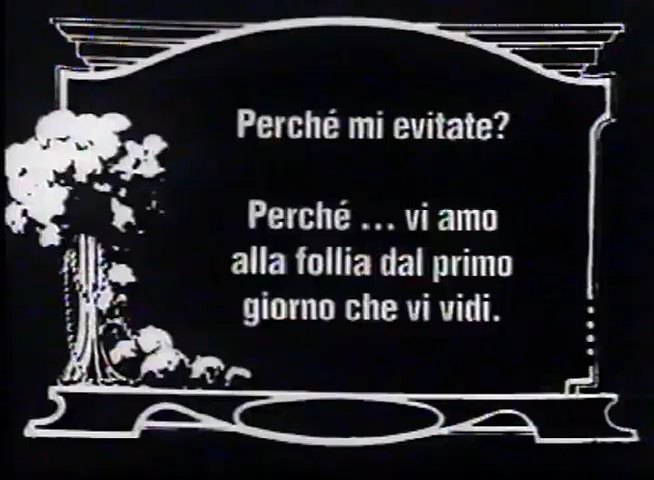 Perché mi evitate?
Perché ... vi amo
alla follia dal primo
giorno che vi vidi.